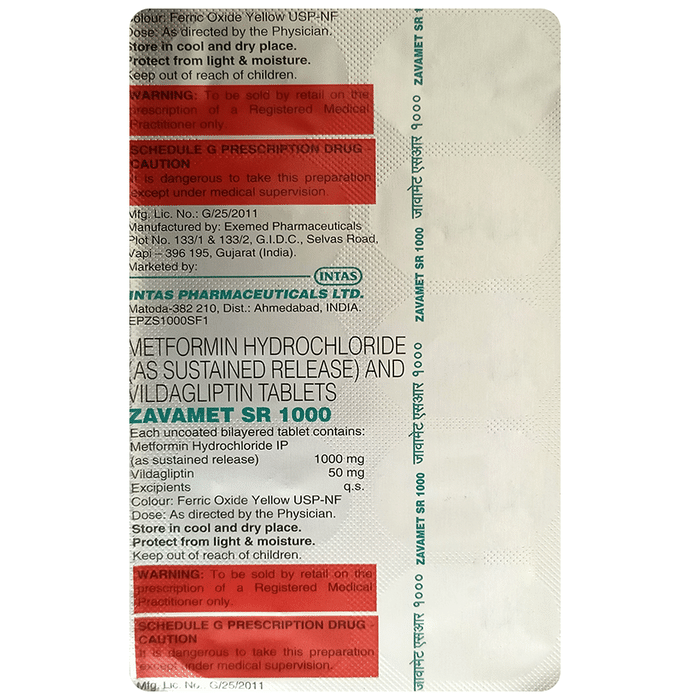 Colour: Ferric Oxide Yellow USP-NF
Dose: As directed by the Physician.
Store in cool and dry place.
Protect from light & moisture.
Keep out of reach of children.
WARNING: To be sold by retail on the
prescription of a Registered Medical
Practitioner only.
SCHEDULE G PRESCRIPTION DRUG -
CAUTION
It is dangerous to take this preparation
except under medical supervision.
Mfg. Lic. No.: G/25/2011
Manufactured by: Exemed Pharmaceuticals
Plot No. 133/1 & 133/2, G.I.D.C., Selvas Road,
Vapi – 396 195, Gujarat (India).
Marketed by:
INTAS
INTAS PHARMACEUTICALS LTD.
Matoda-382 210, Dist.: Ahmedabad, INDIA.
EPZS1000SF1
METFORMIN HYDROCHLORIDE
(AS SUSTAINED RELEASE) AND
VILDAGLIPTIN TABLETS
ZAVAMET SR 1000
Each uncoated bilayered tablet contains:
Metformin Hydrochloride IP
(as sustained release) 1000 mg
Vildagliptin 50 mg
Excipients q.s.
Colour: Ferric Oxide Yellow USP-NF
Dose: As directed by the Physician.
Store in cool and dry place.
Protect from light & moisture.
Keep out of reach of children.
WARNING: To be sold by retail on the
prescription of a Registered Medical
Practitioner only.
SCHEDULE G PRESCRIPTION DRUG -
CAUTION
It is dangerous to take this preparation
except under medical supervision.
Mfg. Lic. No.: G/25/2011
जावामेट एसआर १००० ZAVAMET SR 1000 जावामेट एसआर १००० ZAVAMET SR 1000 जावामेट एसआर १००० ZAVAMET SR 1000